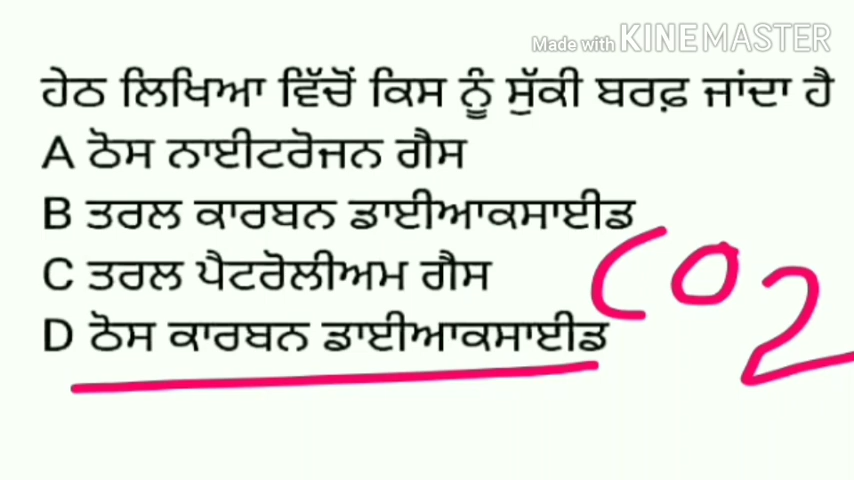 Made with KINEMASTER
ਹੇਠ ਲਿਖਿਆ ਵਿੱਚੋਂ ਕਿਸ ਨੂੰ ਸੁੱਕੀ ਬਰਫ਼ ਜਾਂਦਾ ਹੈ
A ਠੋਸ ਨਾਈਟਰੋਜਨ ਗੈਸ
B ਤਰਲ ਕਾਰਬਨ ਡਾਈਆਕਸਾਈਡ
C ਤਰਲ ਪੈਟਰੋਲੀਅਮ ਗੈਸ
D ਠੋਸ ਕਾਰਬਨ ਡਾਈਆਕਸਾਈਡ
CO2